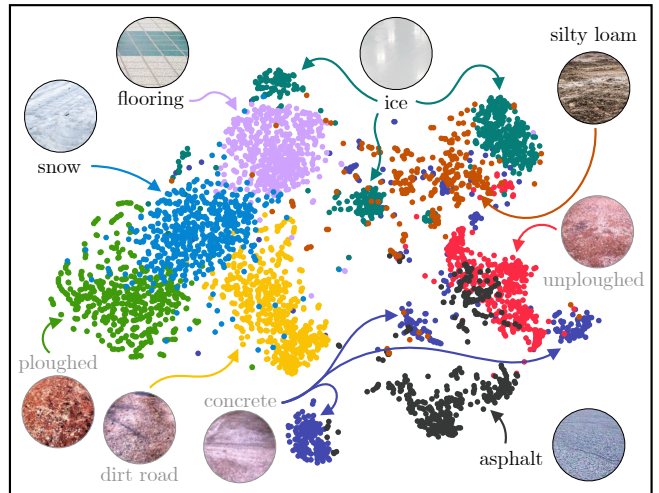 silty loam
flooring
ice
snow
unploughed
ploughed
concrete
dirt road
asphalt